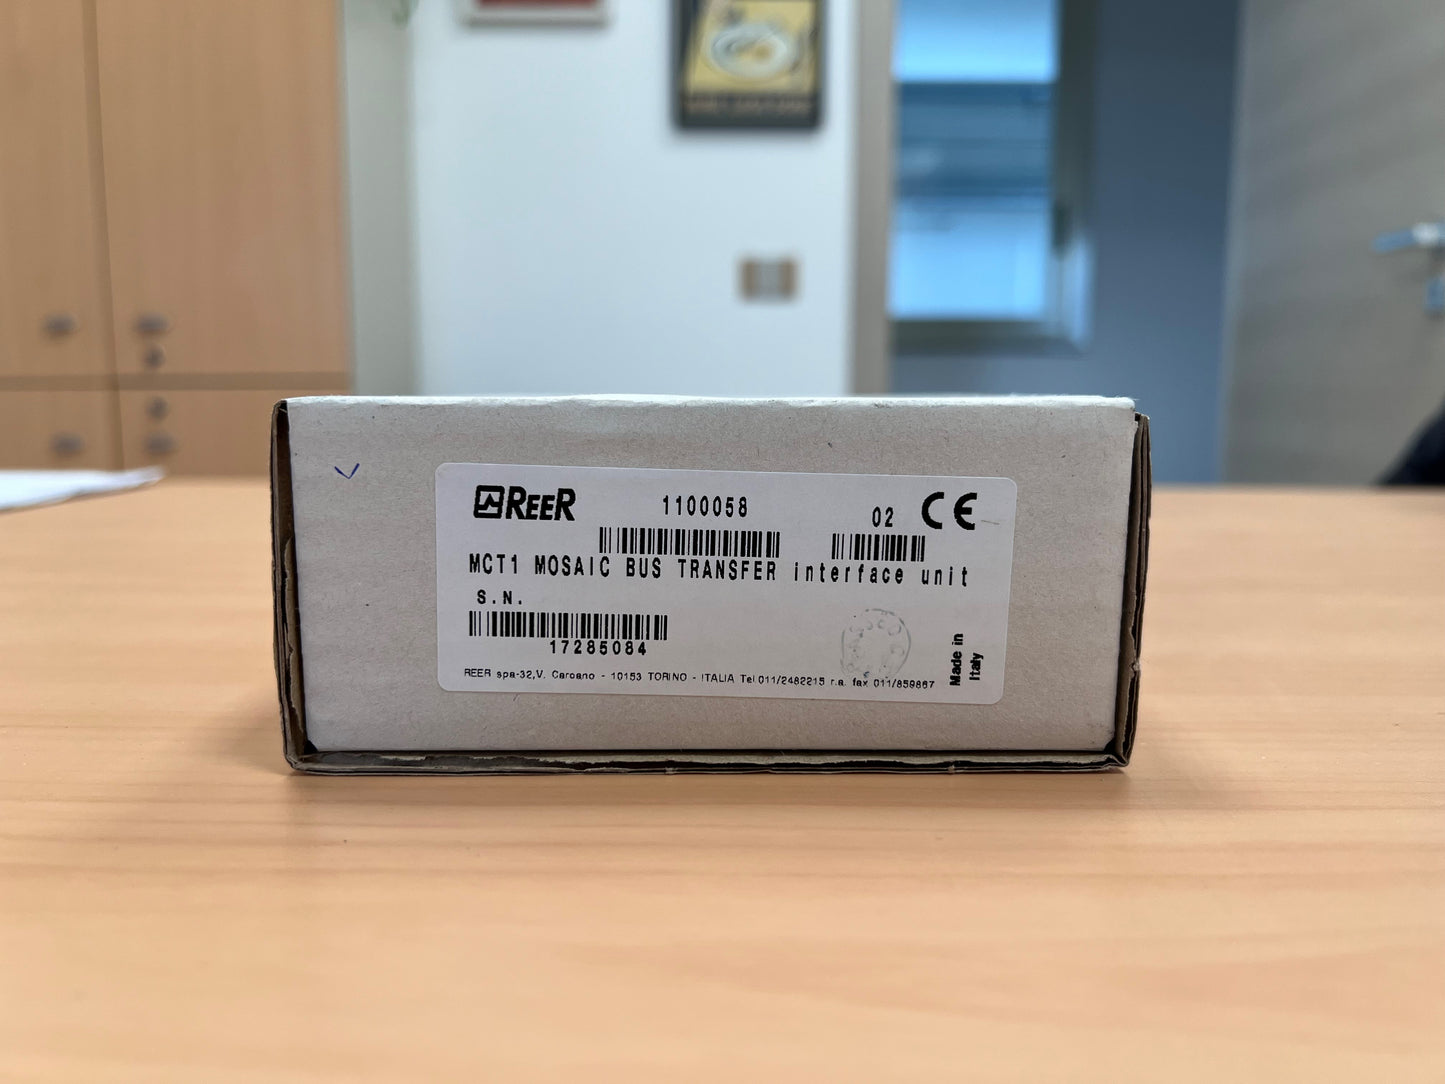 REER 1100058 02 CE
MCT1 MOSAIC BUS TRANSFER interface unit
S.N.
17285084
REER spa-32,V. Carcano - 10153 TORINO - ITALIA Tel.011/2482215 r.a. fax 011/859867
Made in
Italy